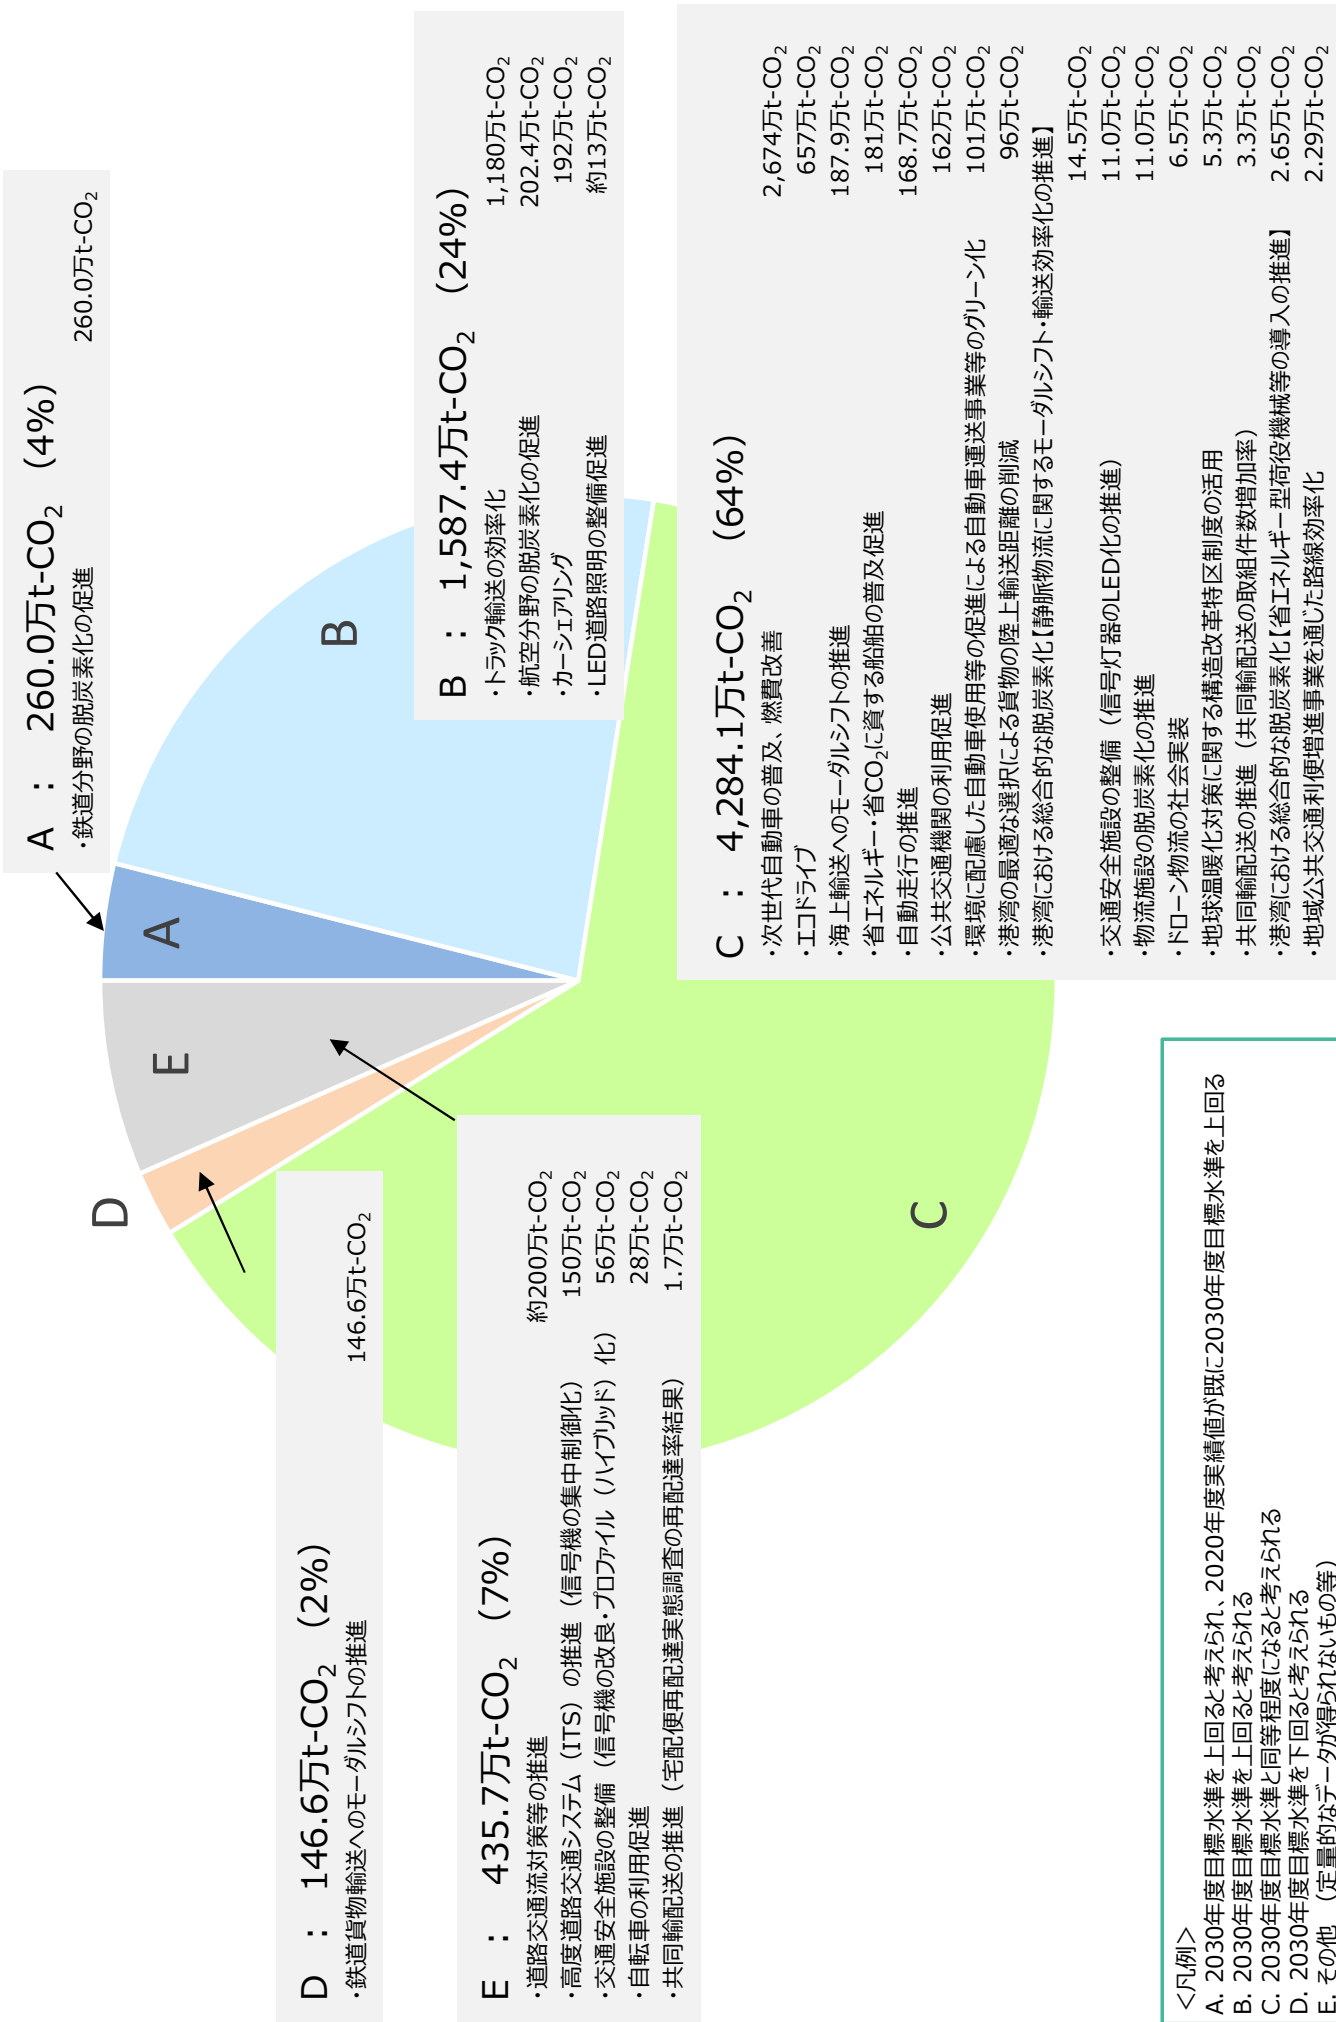 A ： 260.0万t-CO₂ （4%）
・鉄道分野の脱炭素化の促進 260.0万t-CO₂
A
B
B ： 1,587.4万t-CO₂ （24%）
・トラック輸送の効率化 1,180万t-CO₂
・航空分野の脱炭素化の促進 202.4万t-CO₂
・カーシェアリング 192万t-CO₂
・LED道路照明の整備促進 約13万t-CO₂
C ： 4,284.1万t-CO₂ （64%）
・次世代自動車の普及、燃費改善 2,674万t-CO₂
・エコドライブ 657万t-CO₂
・海上輸送へのモーダルシフトの推進 187.9万t-CO₂
・省エネルギー・省CO₂に資する船舶の普及促進 181万t-CO₂
・自動走行の推進 168.7万t-CO₂
・公共交通機関の利用促進 162万t-CO₂
・環境に配慮した自動車使用等の促進による自動車運送事業等のグリーン化 101万t-CO₂
・港湾の最適な選択による貨物の陸上輸送距離の削減 96万t-CO₂
・港湾における総合的な脱炭素化【静脈物流に関するモーダルシフト・輸送効率化の推進】
14.5万t-CO₂
・交通安全施設の整備（信号灯器のLED化の推進） 11.0万t-CO₂
・物流施設の脱炭素化の推進 11.0万t-CO₂
・ドローン物流の社会実装 6.5万t-CO₂
・地球温暖化対策に関する構造改革特区制度の活用 5.3万t-CO₂
・共同輸配送の推進（共同輸配送の取組件数増加率） 3.3万t-CO₂
・港湾における総合的な脱炭素化【省エネルギー型荷役機械等の導入の推進】 2.65万t-CO₂
・地域公共交通利便増進事業を通じた路線効率化 2.29万t-CO₂
C
D
D ： 146.6万t-CO₂ （2%）
・鉄道貨物輸送へのモーダルシフトの推進
146.6万t-CO₂
E
E ： 435.7万t-CO₂ （7%）
・道路交通流対策等の推進 約200万t-CO₂
・高度道路交通システム（ITS）の推進（信号機の集中制御化） 150万t-CO₂
・交通安全施設の整備（信号機の改良・プロファイル（ハイブリッド）化） 56万t-CO₂
・自転車の利用促進 28万t-CO₂
・共同輸配送の推進（宅配便再配達実態調査の再配達率結果） 1.7万t-CO₂
＜凡例＞
A. 2030年度目標水準を上回ると考えられ、2020年度実績値が既に2030年度目標水準を上回る
B. 2030年度目標水準を上回ると考えられる
C. 2030年度目標水準と同等程度になると考えられる
D. 2030年度目標水準を下回ると考えられる
E. その他 （定量的なデータが得られないもの等）